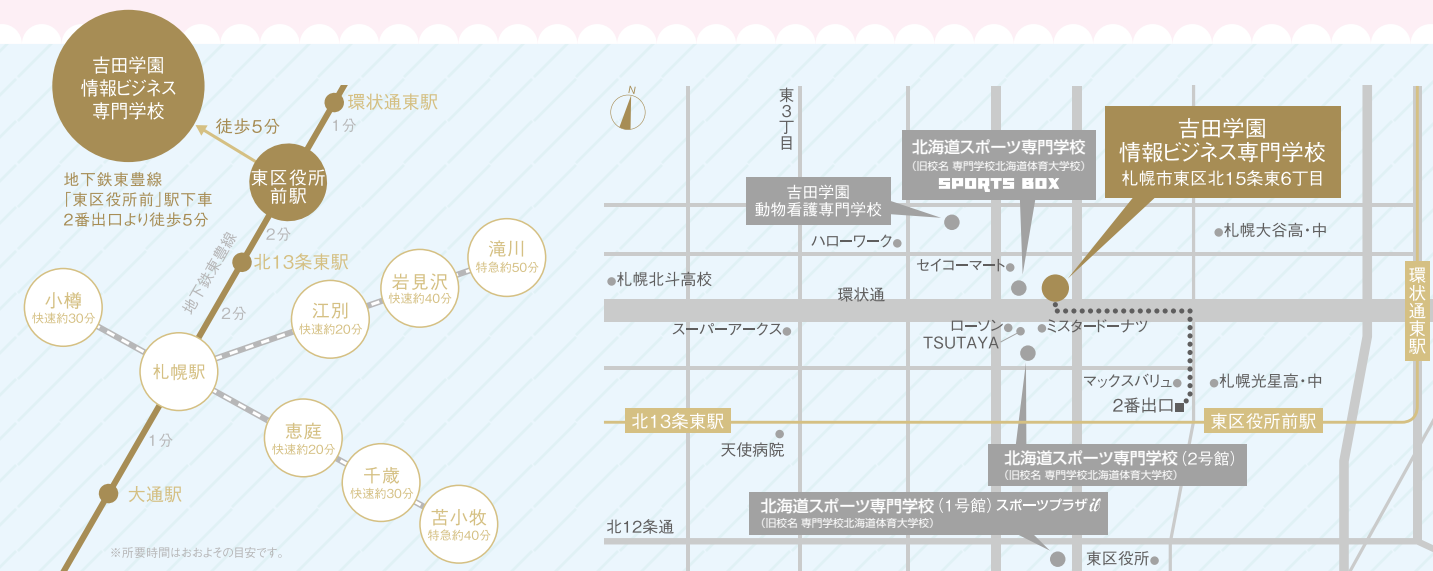 吉田学園
情報ビジネス
専門学校
徒歩5分
環状通東駅
1分
東区役所
前駅
地下鉄東豊線
「東区役所前」駅下車
2番出口より徒歩5分
2分
地下鉄東豊線
北13条東駅
2分
小樽
快速約30分
札幌駅
江別
快速約20分
岩見沢
快速約40分
滝川
特急約50分
恵庭
快速約20分
千歳
快速約30分
苫小牧
特急約40分
1分
大通駅
※所要時間はおおよその目安です。
N
東3丁目
北海道スポーツ専門学校
(旧校名 専門学校北海道体育大学校)
SPORTS BOX
吉田学園
情報ビジネス専門学校
札幌市東区北15条東6丁目
吉田学園
動物看護専門学校
ハローワーク
札幌大谷高・中
セイコーマート
札幌北斗高校
環状通
環状通東駅
スーパーアークス
ローソン
TSUTAYA
ミスタードーナツ
マックスバリュ
札幌光星高・中
2番出口
北13条東駅
東区役所前駅
天使病院
北海道スポーツ専門学校(2号館)
(旧校名 専門学校北海道体育大学校)
北海道スポーツ専門学校(1号館)スポーツプラザ
(旧校名 専門学校北海道体育大学校)
北12条通
東区役所